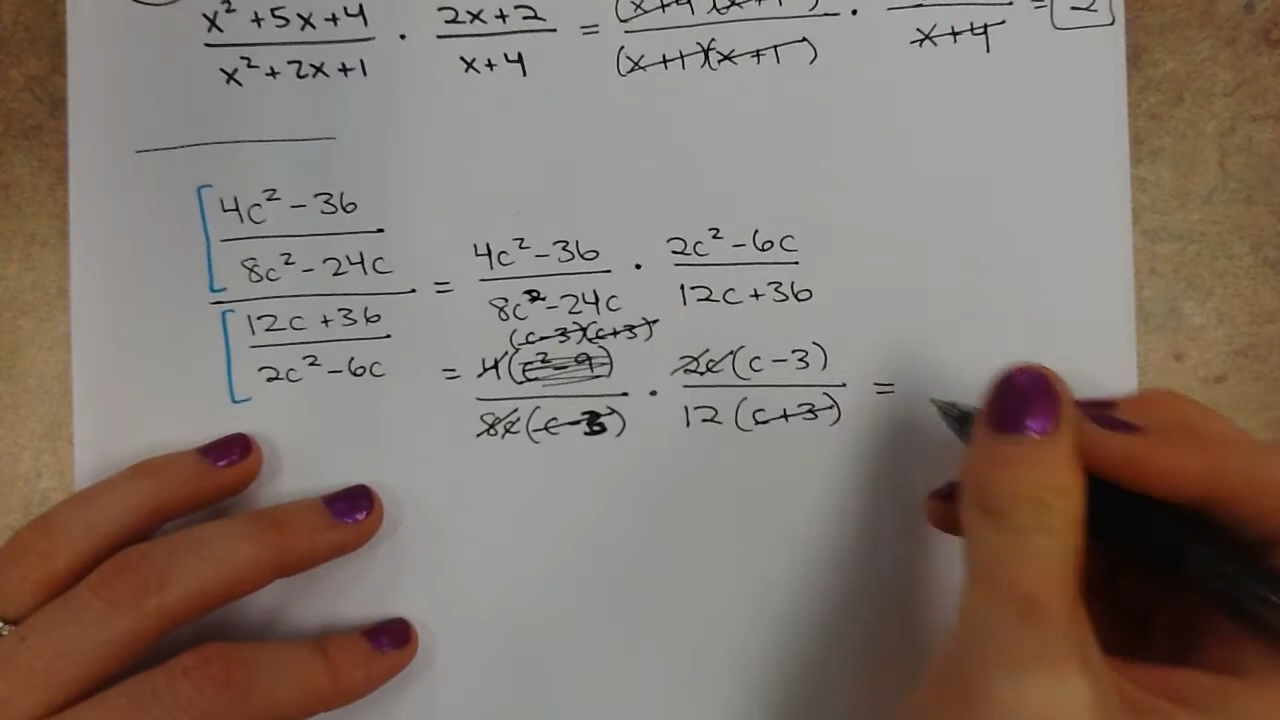 x² + 5x + 4 / x² + 2x + 1 · 2x + 2 / x + 4 = (x+4)(x+1) / (x+1)(x+1) · / x+4 = 2
4c² - 36 / 8c² - 24c = 4c² - 36 / 8c² - 24c · 2c² - 6c / 12c + 36
12c + 36 / 2c² - 6c
(c-3)(c+3)
= 4(c² - 9) / 8c(c-3) · 2c(c-3) / 12(c+3) =